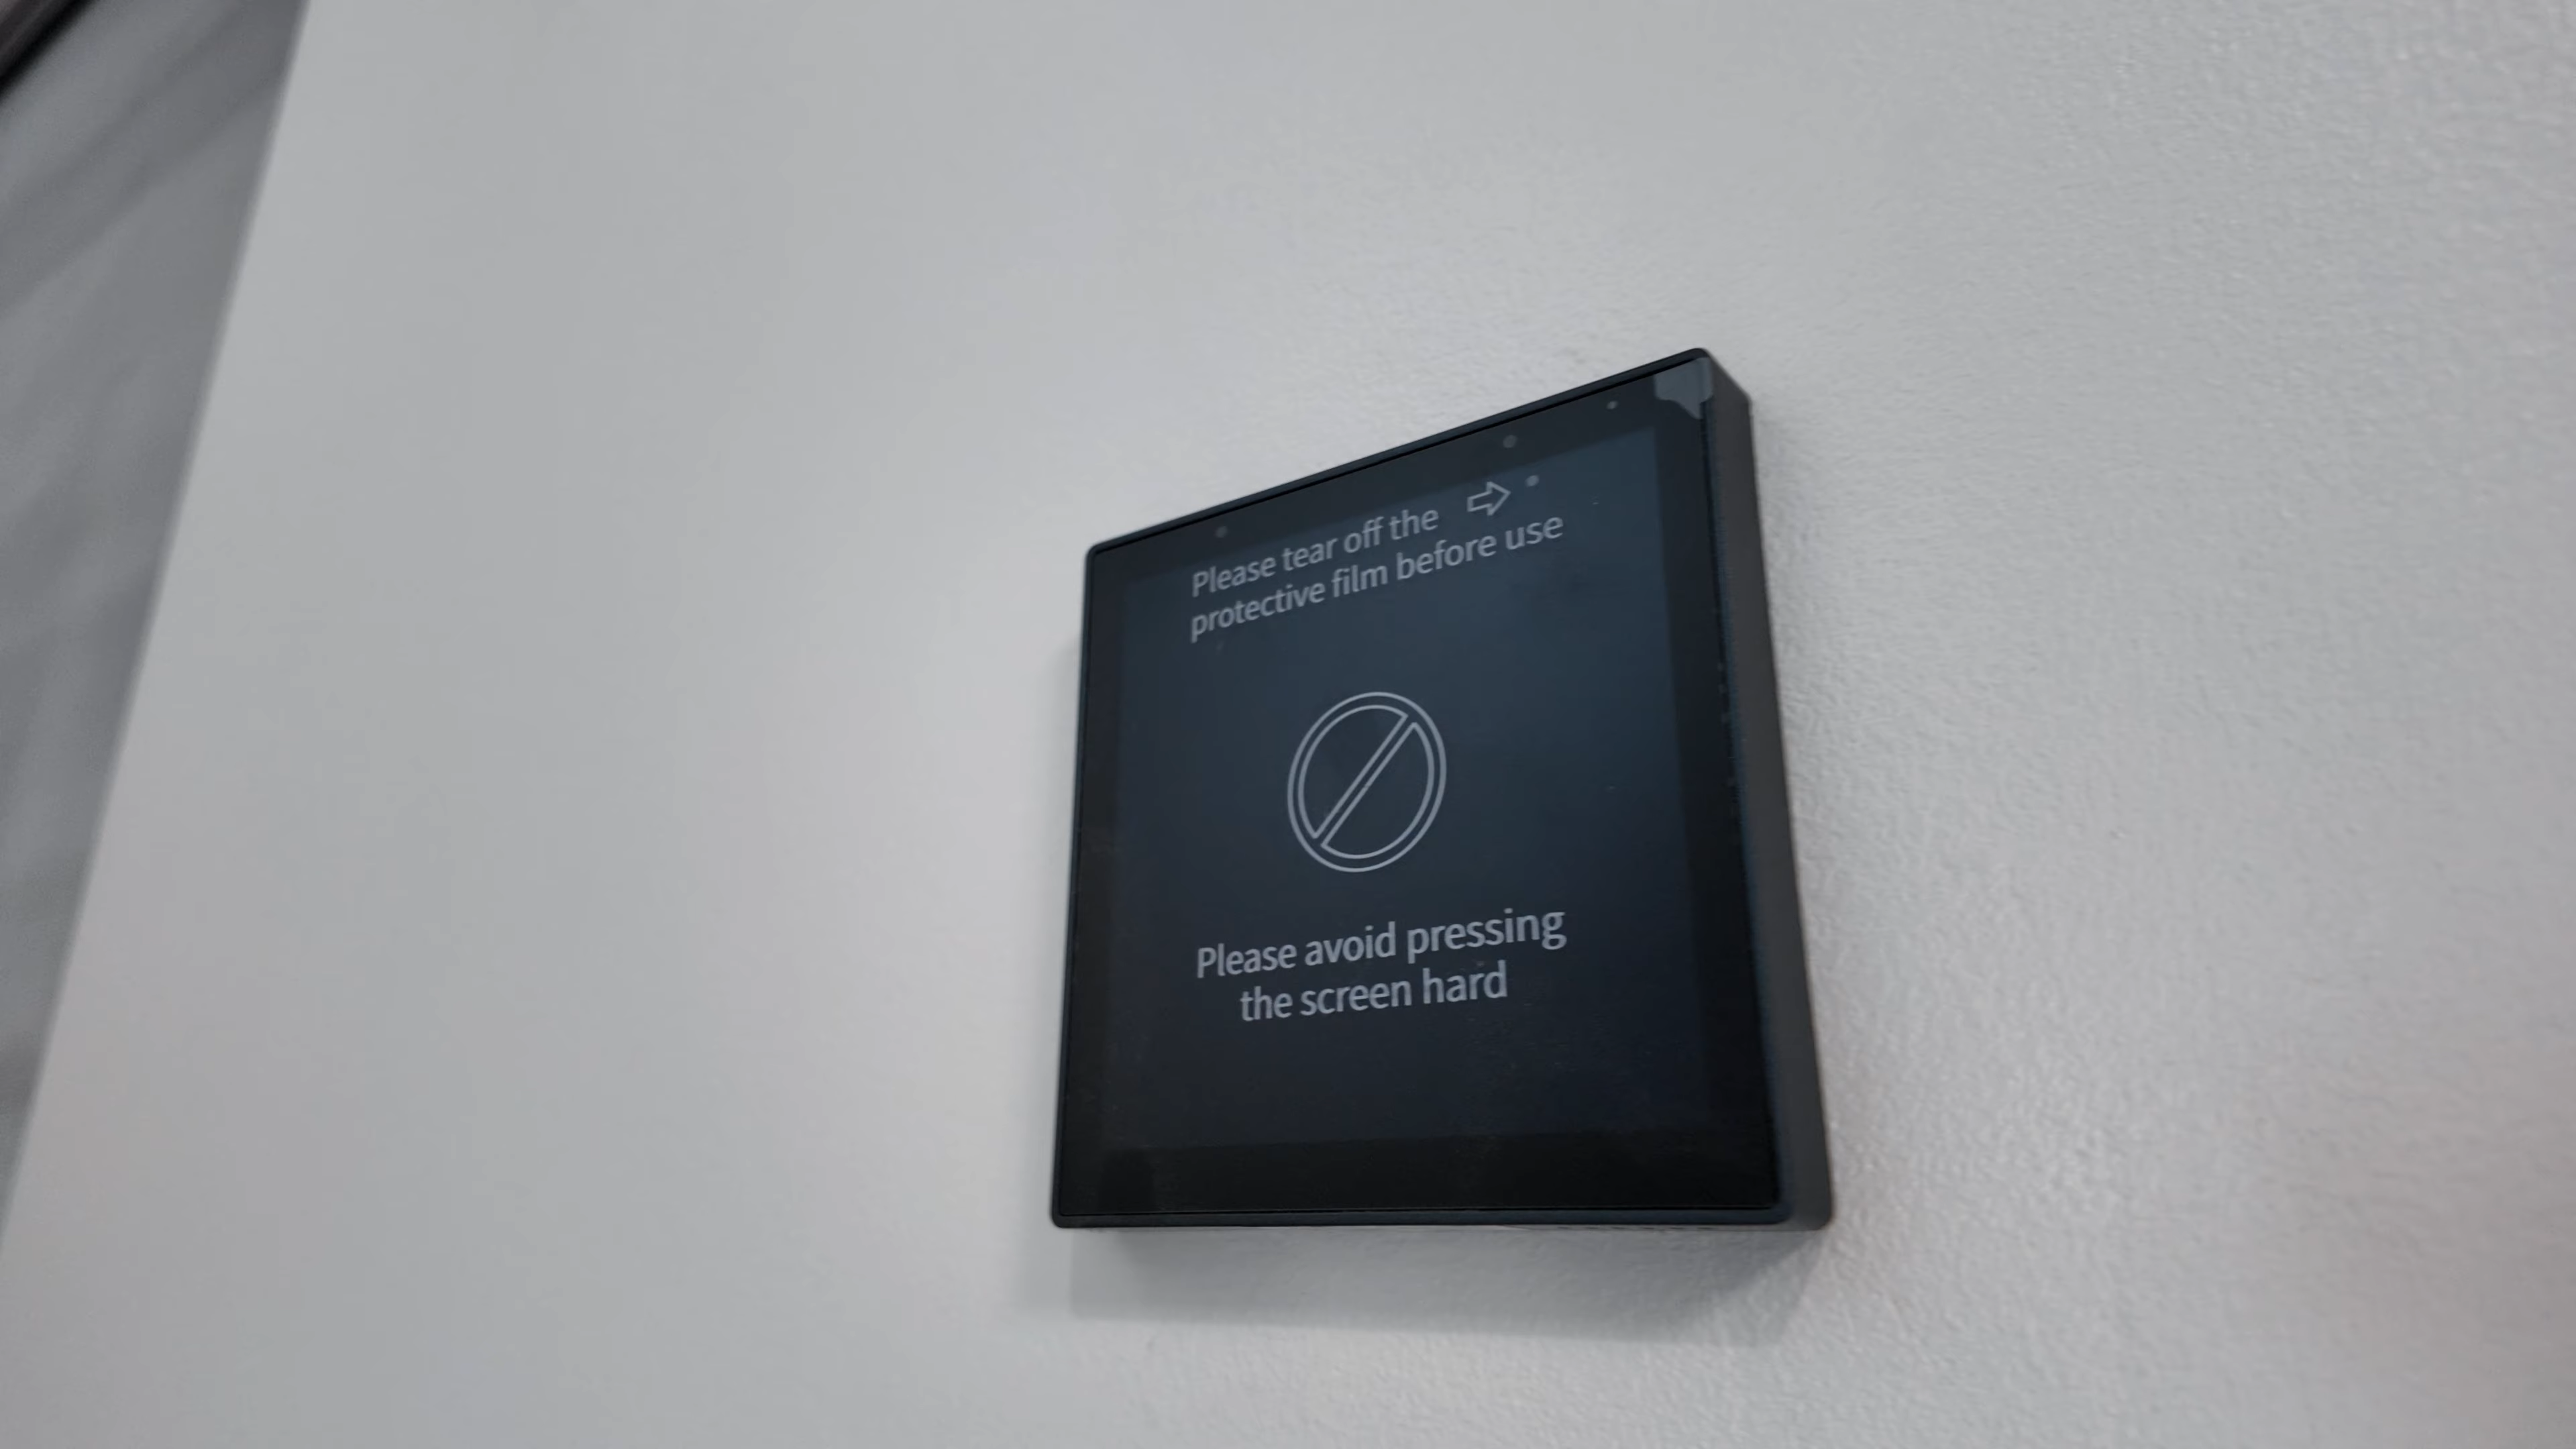 Please tear off the
protective film before use
Please avoid pressing
the screen hard